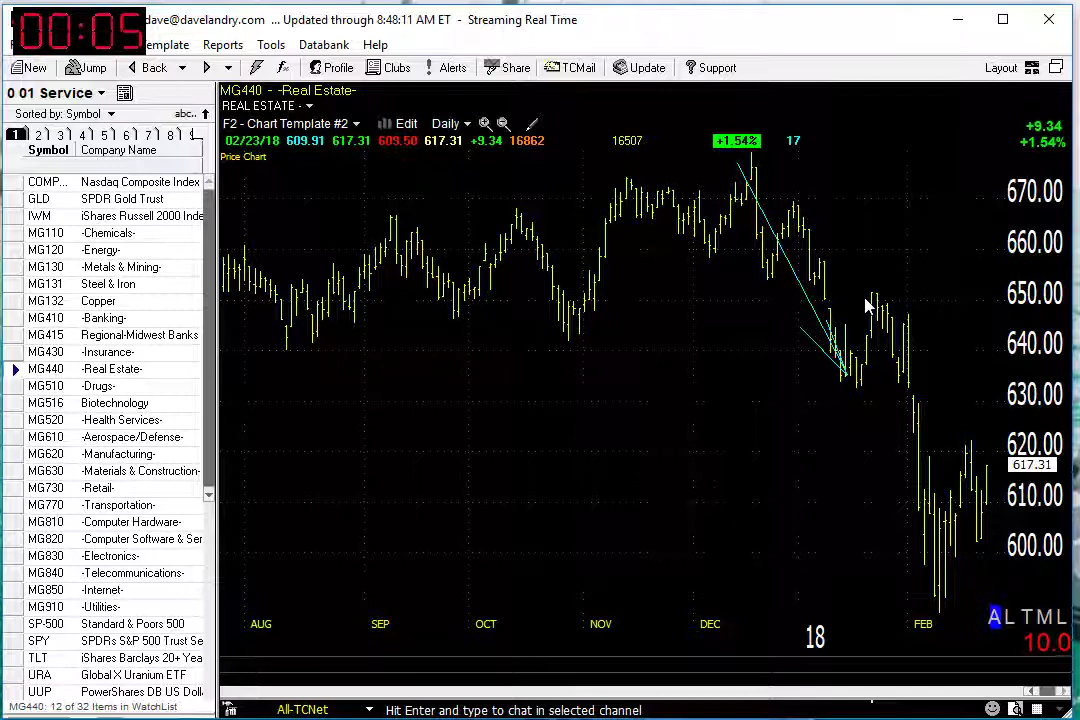 00:05
dave@davelandry.com ... Updated through 8:48:11 AM ET - Streaming Real Time
emplate Reports Tools Databank Help
New Jump Back Profile Clubs Alerts Share TCMail Update Support Layout
0 01 Service
Sorted by: Symbol abc..
1 2 3 4 5 6 7 8
Symbol Company Name
COMP... Nasdaq Composite Index
GLD SPDR Gold Trust
IWM iShares Russell 2000 Inde
MG110 -Chemicals-
MG120 -Energy-
MG130 -Metals & Mining-
MG131 Steel & Iron
MG132 Copper
MG410 -Banking-
MG415 Regional-Midwest Banks
MG430 -Insurance-
MG440 -Real Estate-
MG510 -Drugs-
MG516 Biotechnology
MG520 -Health Services-
MG610 -Aerospace/Defense-
MG620 -Manufacturing-
MG630 -Materials & Construction-
MG730 -Retail-
MG770 -Transportation-
MG810 -Computer Hardware-
MG820 -Computer Software & Ser
MG830 -Electronics-
MG840 -Telecommunications-
MG850 -Internet-
MG910 -Utilities-
SP-500 Standard & Poors 500
SPY SPDRs S&P 500 Trust Se
TLT iShares Barclays 20+ Yea
URA Global X Uranium ETF
UUP PowerShares DB US Doll
MG440: 12 of 32 Items in WatchList
MG440 - -Real Estate-
REAL ESTATE -
F2 - Chart Template #2 Edit Daily
02/23/18 609.91 617.31 609.50 617.31 +9.34 16862 16507 +1.54% 17
+9.34
+1.54%
Price Chart
670.00
660.00
650.00
640.00
630.00
620.00
617.31
610.00
600.00
A L T M L
10.0
AUG SEP OCT NOV DEC 18 FEB
All-TCNet Hit Enter and type to chat in selected channel